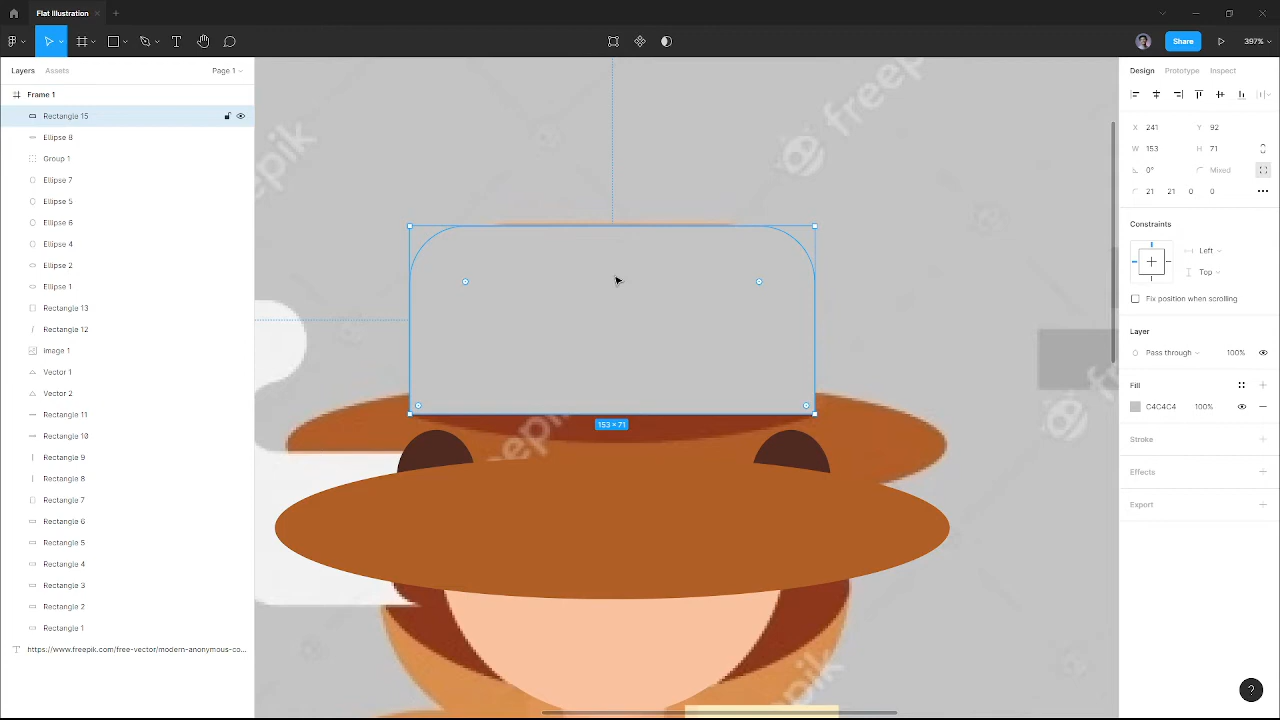 Flat Illustration
Share
397%
Layers
Assets
Page 1
Design
Prototype
Inspect
Frame 1
Rectangle 15
Ellipse 8
Group 1
Ellipse 7
Ellipse 5
Ellipse 6
Ellipse 4
Ellipse 2
Ellipse 1
Rectangle 13
Rectangle 12
image 1
Vector 1
Vector 2
Rectangle 11
Rectangle 10
Rectangle 9
Rectangle 8
Rectangle 7
Rectangle 6
Rectangle 5
Rectangle 4
Rectangle 3
Rectangle 2
Rectangle 1
https://www.freepik.com/free-vector/modern-anonymous-co...
freepik
153 × 71
X 241 Y 92
W 153 H 71
0° Mixed
21 21 0 0
Constraints
Left
Top
Fix position when scrolling
Layer
Pass through 100%
Fill
C4C4C4 100%
Stroke
Effects
Export
?